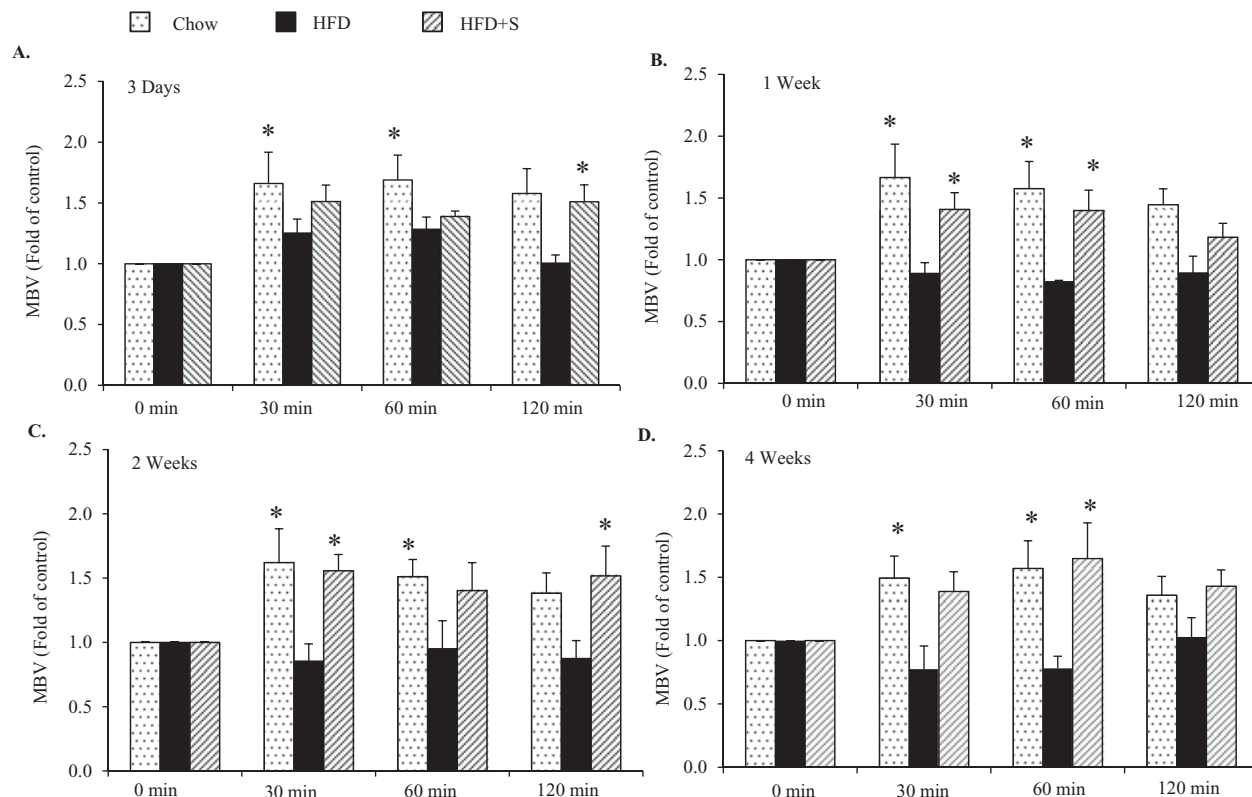 Chow HFD HFD+S
A.
3 Days
MBV (Fold of control)
2.5
2.0
1.5
1.0
0.5
0.0
* * *
0 min 30 min 60 min 120 min
B.
1 Week
MBV (Fold of control)
2.5
2.0
1.5
1.0
0.5
0.0
* * * *
0 min 30 min 60 min 120 min
C.
2 Weeks
MBV (Fold of control)
2.5
2.0
1.5
1.0
0.5
0.0
* * * *
0 min 30 min 60 min 120 min
D.
4 Weeks
MBV (Fold of control)
2.5
2.0
1.5
1.0
0.5
0.0
* * *
0 min 30 min 60 min 120 min